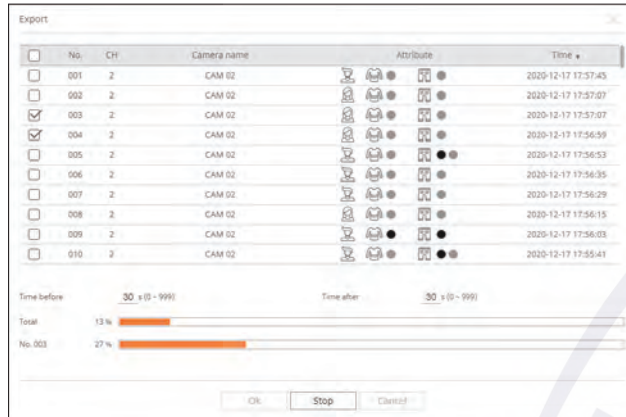 Export
No. CH Camera name Attribute Time
001 2 CAM 02 2020-12-17 17:57:45
002 2 CAM 02 2020-12-17 17:57:07
003 2 CAM 02 2020-12-17 17:57:07
004 2 CAM 02 2020-12-17 17:56:59
005 2 CAM 02 2020-12-17 17:56:53
006 2 CAM 02 2020-12-17 17:56:35
007 2 CAM 02 2020-12-17 17:56:29
008 2 CAM 02 2020-12-17 17:56:15
009 2 CAM 02 2020-12-17 17:56:03
010 2 CAM 02 2020-12-17 17:55:41
Time before 30 s (0 ~ 999) Time after 30 s (0 ~ 999)
Total 13 %
No. 003 27 %
Ok Stop Cancel